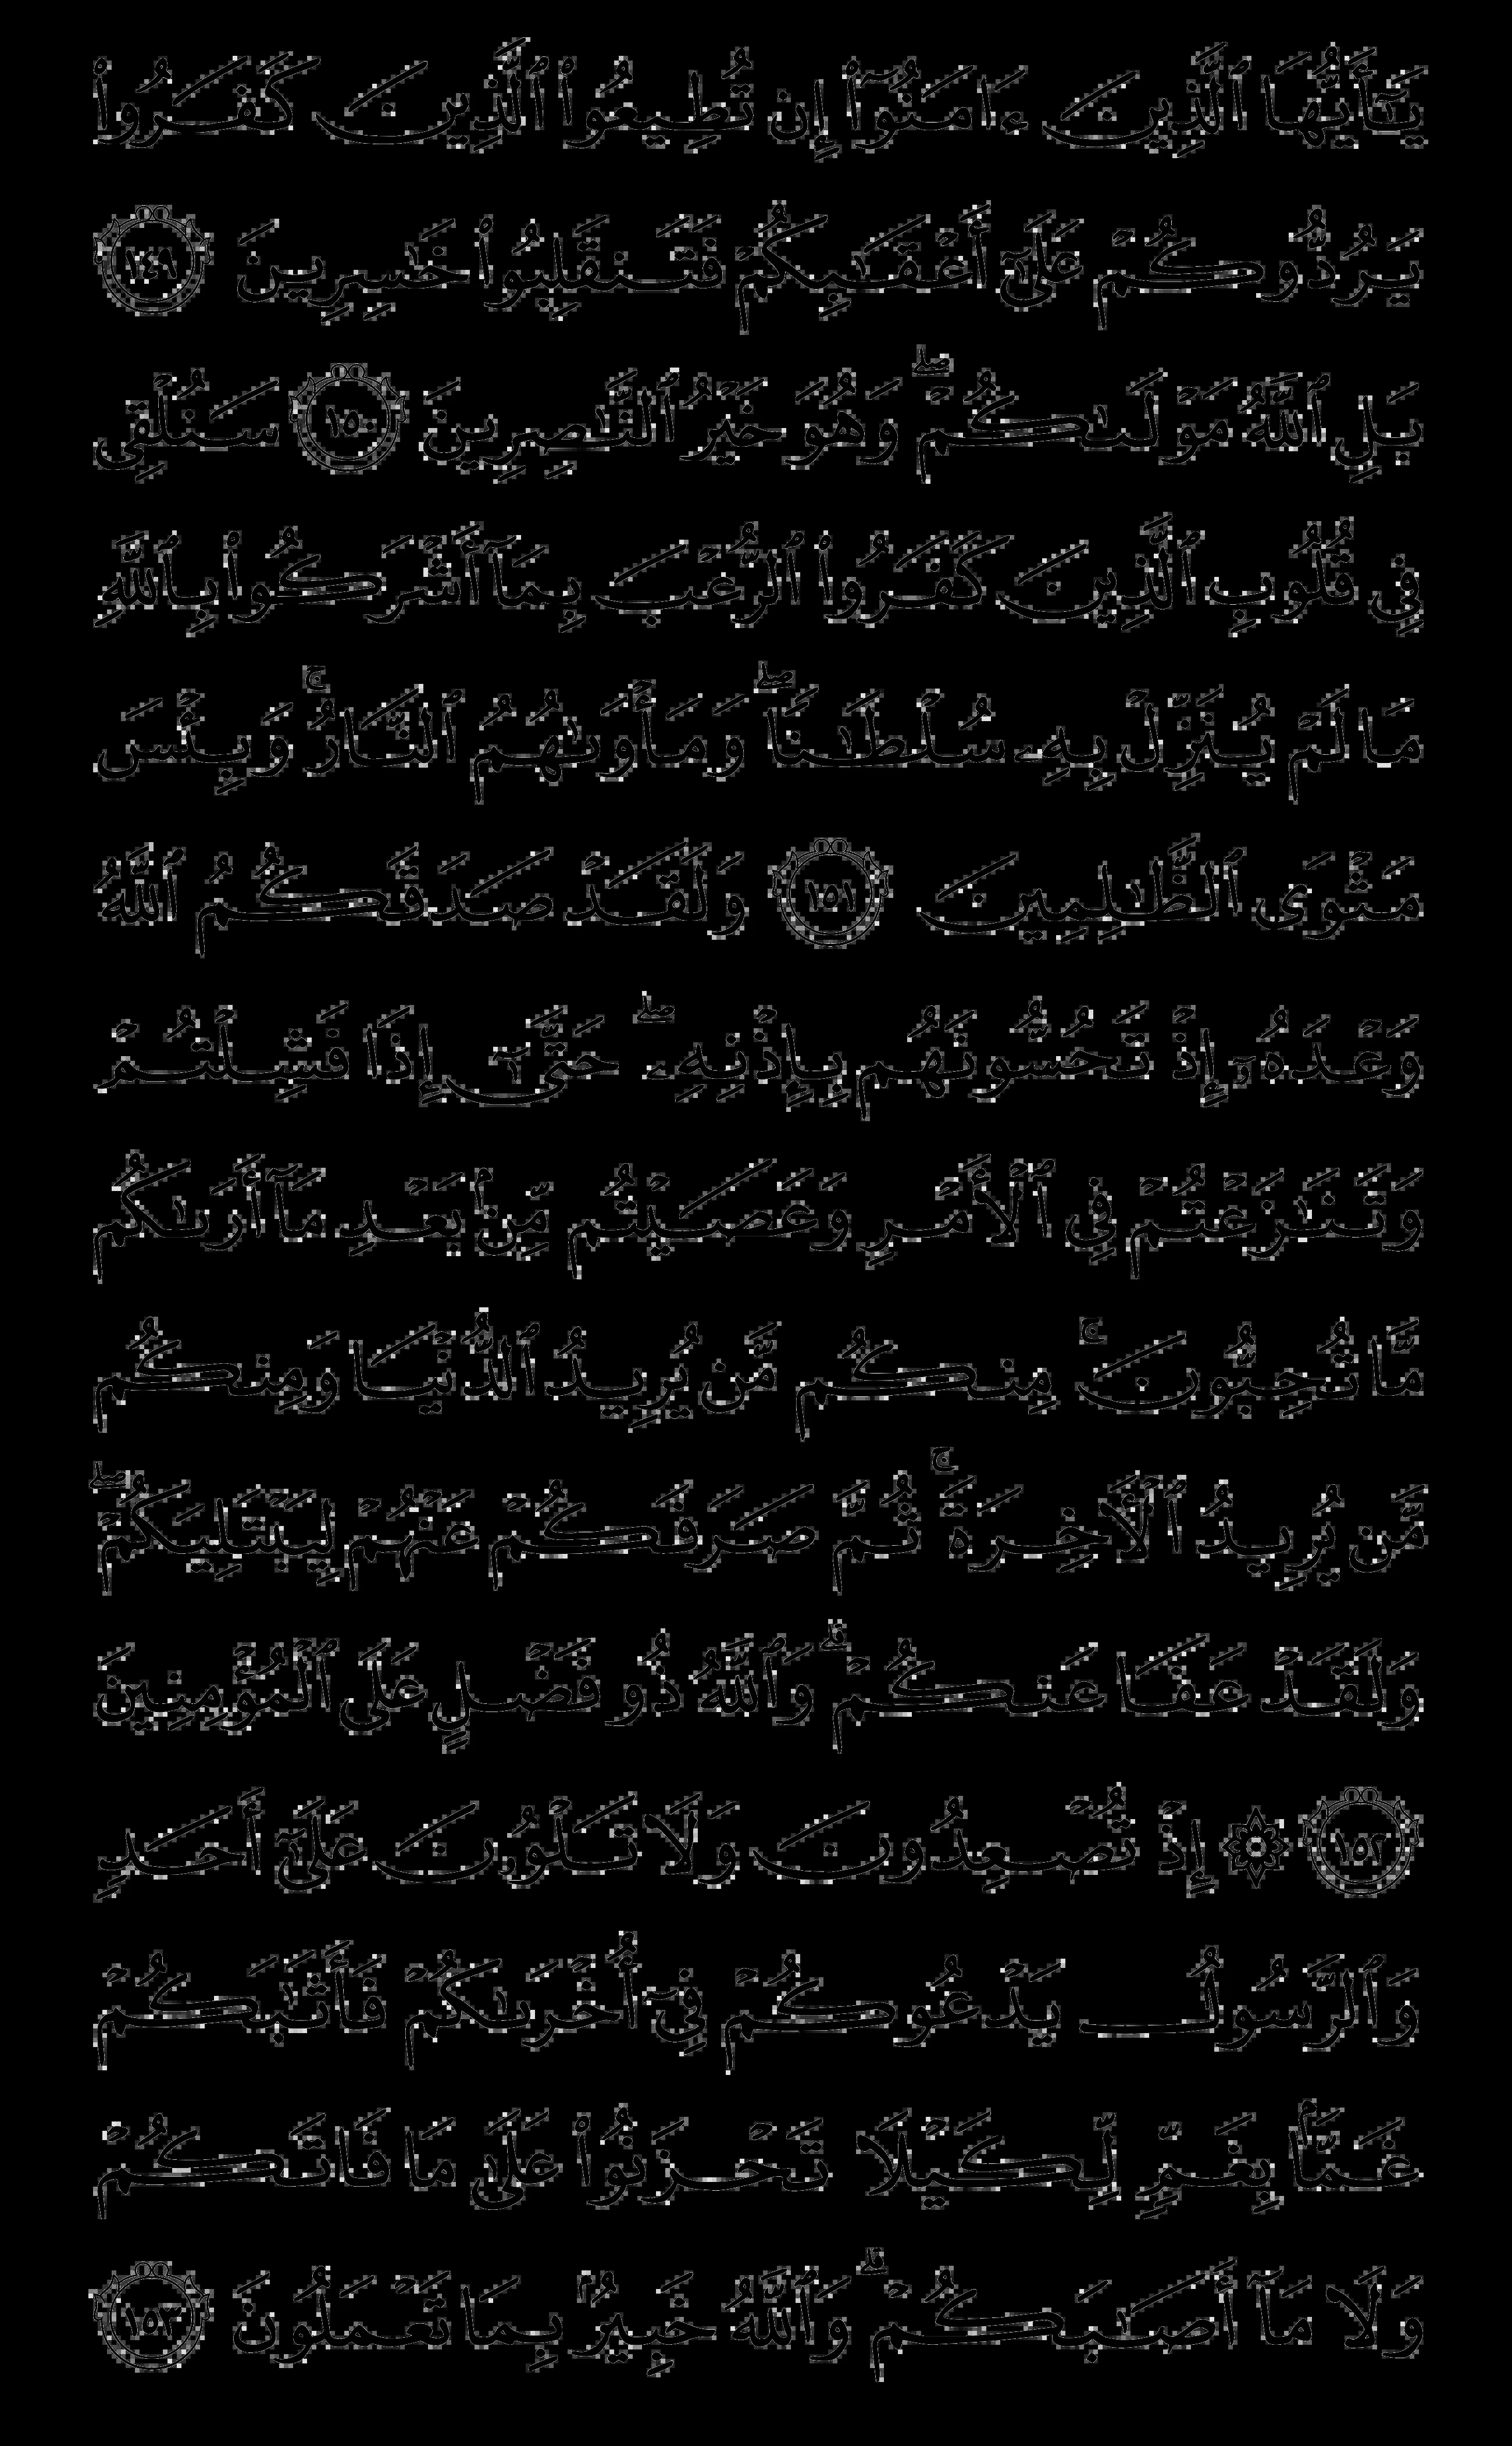 يَٰٓأَيُّهَا ٱلَّذِينَ ءَامَنُوٓا۟ إِن تُطِيعُوا۟ ٱلَّذِينَ كَفَرُوا۟
يَرُدُّوكُمْ عَلَىٰٓ أَعْقَٰبِكُمْ فَتَنقَلِبُوا۟ خَٰسِرِينَ ١٤٩
بَلِ ٱللَّهُ مَوْلَىٰكُمْ ۖ وَهُوَ خَيْرُ ٱلنَّٰصِرِينَ ١٥٠ سَنُلْقِى
فِى قُلُوبِ ٱلَّذِينَ كَفَرُوا۟ ٱلرُّعْبَ بِمَآ أَشْرَكُوا۟ بِٱللَّهِ
مَا لَمْ يُنَزِّلْ بِهِۦ سُلْطَٰنًا ۖ وَمَأْوَىٰهُمُ ٱلنَّارُ ۚ وَبِئْسَ
مَثْوَى ٱلظَّٰلِمِينَ ١٥١ وَلَقَدْ صَدَقَكُمُ ٱللَّهُ
وَعْدَهُۥٓ إِذْ تَحُسُّونَهُم بِإِذْنِهِۦ ۖ حَتَّىٰٓ إِذَا فَشِلْتُمْ
وَتَنَٰزَعْتُمْ فِى ٱلْأَمْرِ وَعَصَيْتُم مِّنۢ بَعْدِ مَآ أَرَىٰكُم
مَّا تُحِبُّونَ ۚ مِنكُم مَّن يُرِيدُ ٱلدُّنْيَا وَمِنكُم
مَّن يُرِيدُ ٱلْءَاخِرَةَ ۚ ثُمَّ صَرَفَكُمْ عَنْهُمْ لِيَبْتَلِيَكُمْ ۖ
وَلَقَدْ عَفَا عَنكُمْ ۗ وَٱللَّهُ ذُو فَضْلٍ عَلَى ٱلْمُؤْمِنِينَ
١٥٢ ۞ إِذْ تُصْعِدُونَ وَلَا تَلْوُۥنَ عَلَىٰٓ أَحَدٍ
وَٱلرَّسُولُ يَدْعُوكُمْ فِىٓ أُخْرَىٰكُمْ فَأَثَٰبَكُمْ
غَمًّۢا بِغَمٍّ لِّكَيْلَا تَحْزَنُوا۟ عَلَىٰ مَا فَاتَكُمْ
وَلَا مَآ أَصَٰبَكُمْ ۗ وَٱللَّهُ خَبِيرٌۢ بِمَا تَعْمَلُونَ ١٥٣